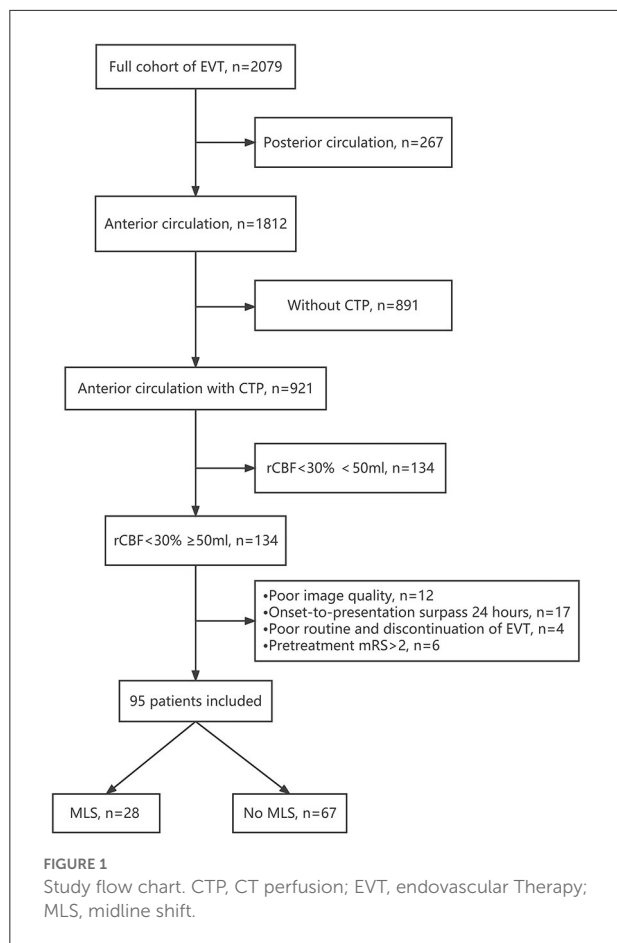 Full cohort of EVT, n=2079
Posterior circulation, n=267
Anterior circulation, n=1812
Without CTP, n=891
Anterior circulation with CTP, n=921
rCBF<30% <50ml, n=134
rCBF<30% ≥50ml, n=134
•Poor image quality, n=12
•Onset-to-presentation surpass 24 hours, n=17
•Poor routine and discontinuation of EVT, n=4
•Pretreatment mRS>2, n=6
95 patients included
MLS, n=28
No MLS, n=67
FIGURE 1
Study flow chart. CTP, CT perfusion; EVT, endovascular Therapy;
MLS, midline shift.